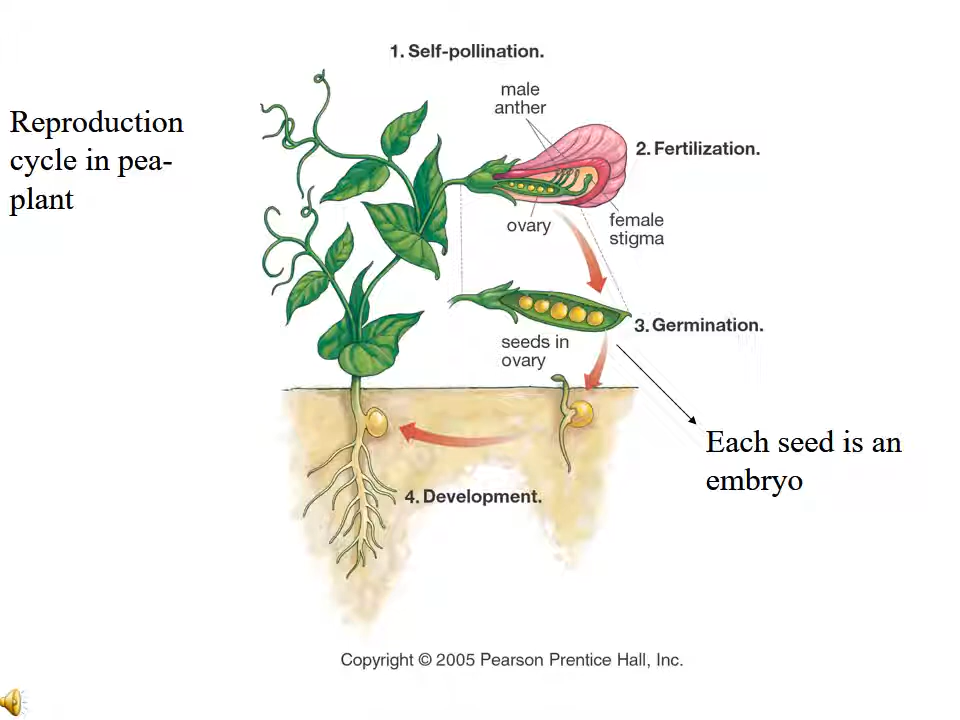 1. Self-pollination.
male
anther
Reproduction
cycle in pea-
plant
2. Fertilization.
ovary
female
stigma
3. Germination.
seeds in
ovary
Each seed is an
embryo
4. Development.
Copyright © 2005 Pearson Prentice Hall, Inc.